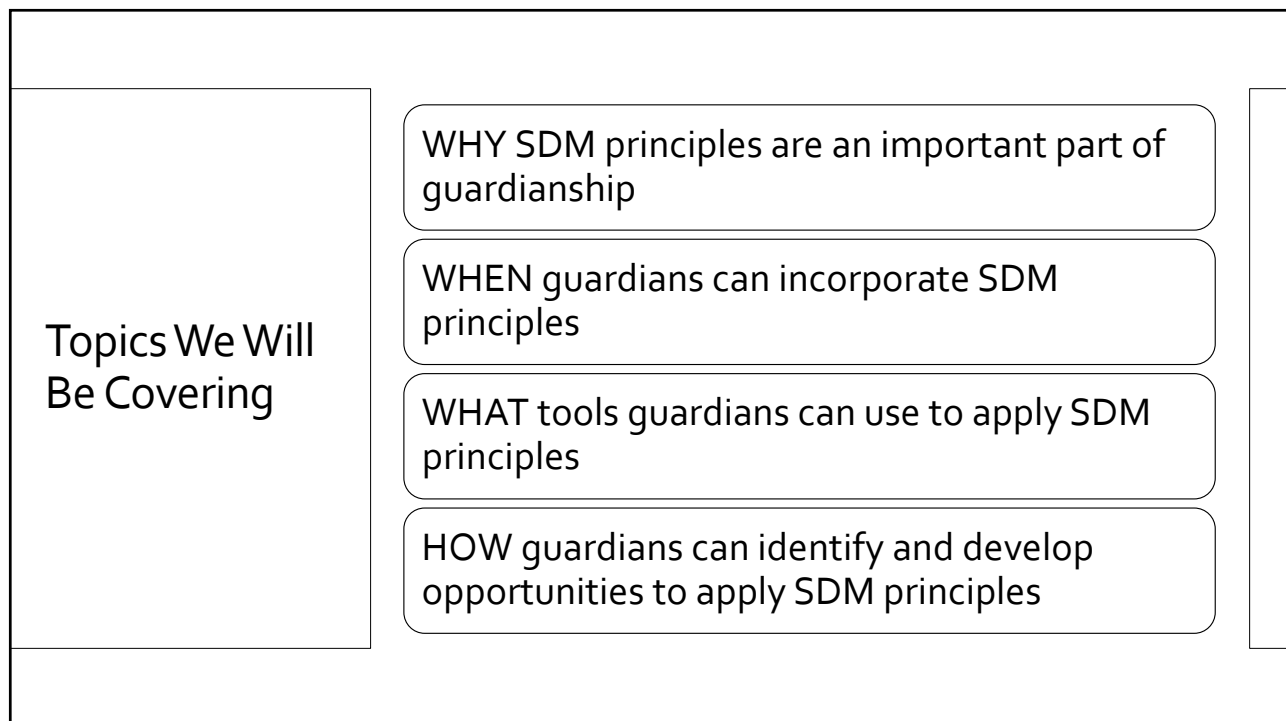 Topics We Will
Be Covering
WHY SDM principles are an important part of
guardianship
WHEN guardians can incorporate SDM
principles
WHAT tools guardians can use to apply SDM
principles
HOW guardians can identify and develop
opportunities to apply SDM principles